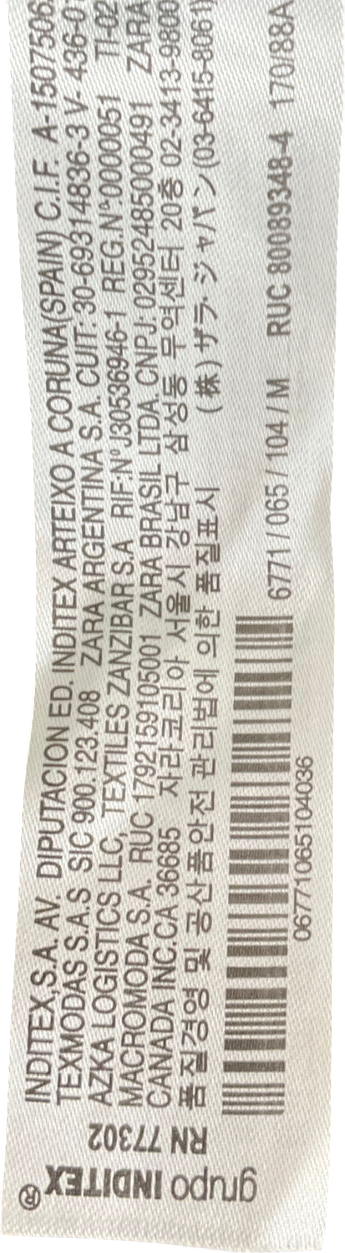 ® grupo INDITEX
RN 77302
INDITEX,S.A. AV. DIPUTACION ED. INDITEX ARTEIXO A CORUNA(SPAIN) C.I.F. A-1507506
TEXMODAS S.A.S SIC 900.123.408 ZARA ARGENTINA S.A. CUIT: 30-69314836-3 V- 436-0
AZKA LOGISTICS LLC, TEXTILES ZANZIBAR S.A RIF:NºJ30536946-1 REG.Nª0000051 TI-02
MACROMODA S.A. RUC 1792159105001 ZARA BRASIL LTDA. CNPJ: 02952485000491 ZARA
CANADA INC.CA 36685 자라코리아 서울시 강남구 삼성동 무역센터 20층 02-3413-9800
품질경영 및 공산품안전 관리법에 의한 품질표시 (株) ザラ・ジャパン (03-6415-8061)
6771 / 065 / 104 / M RUC 80089348-4 170/88A
06771065104036